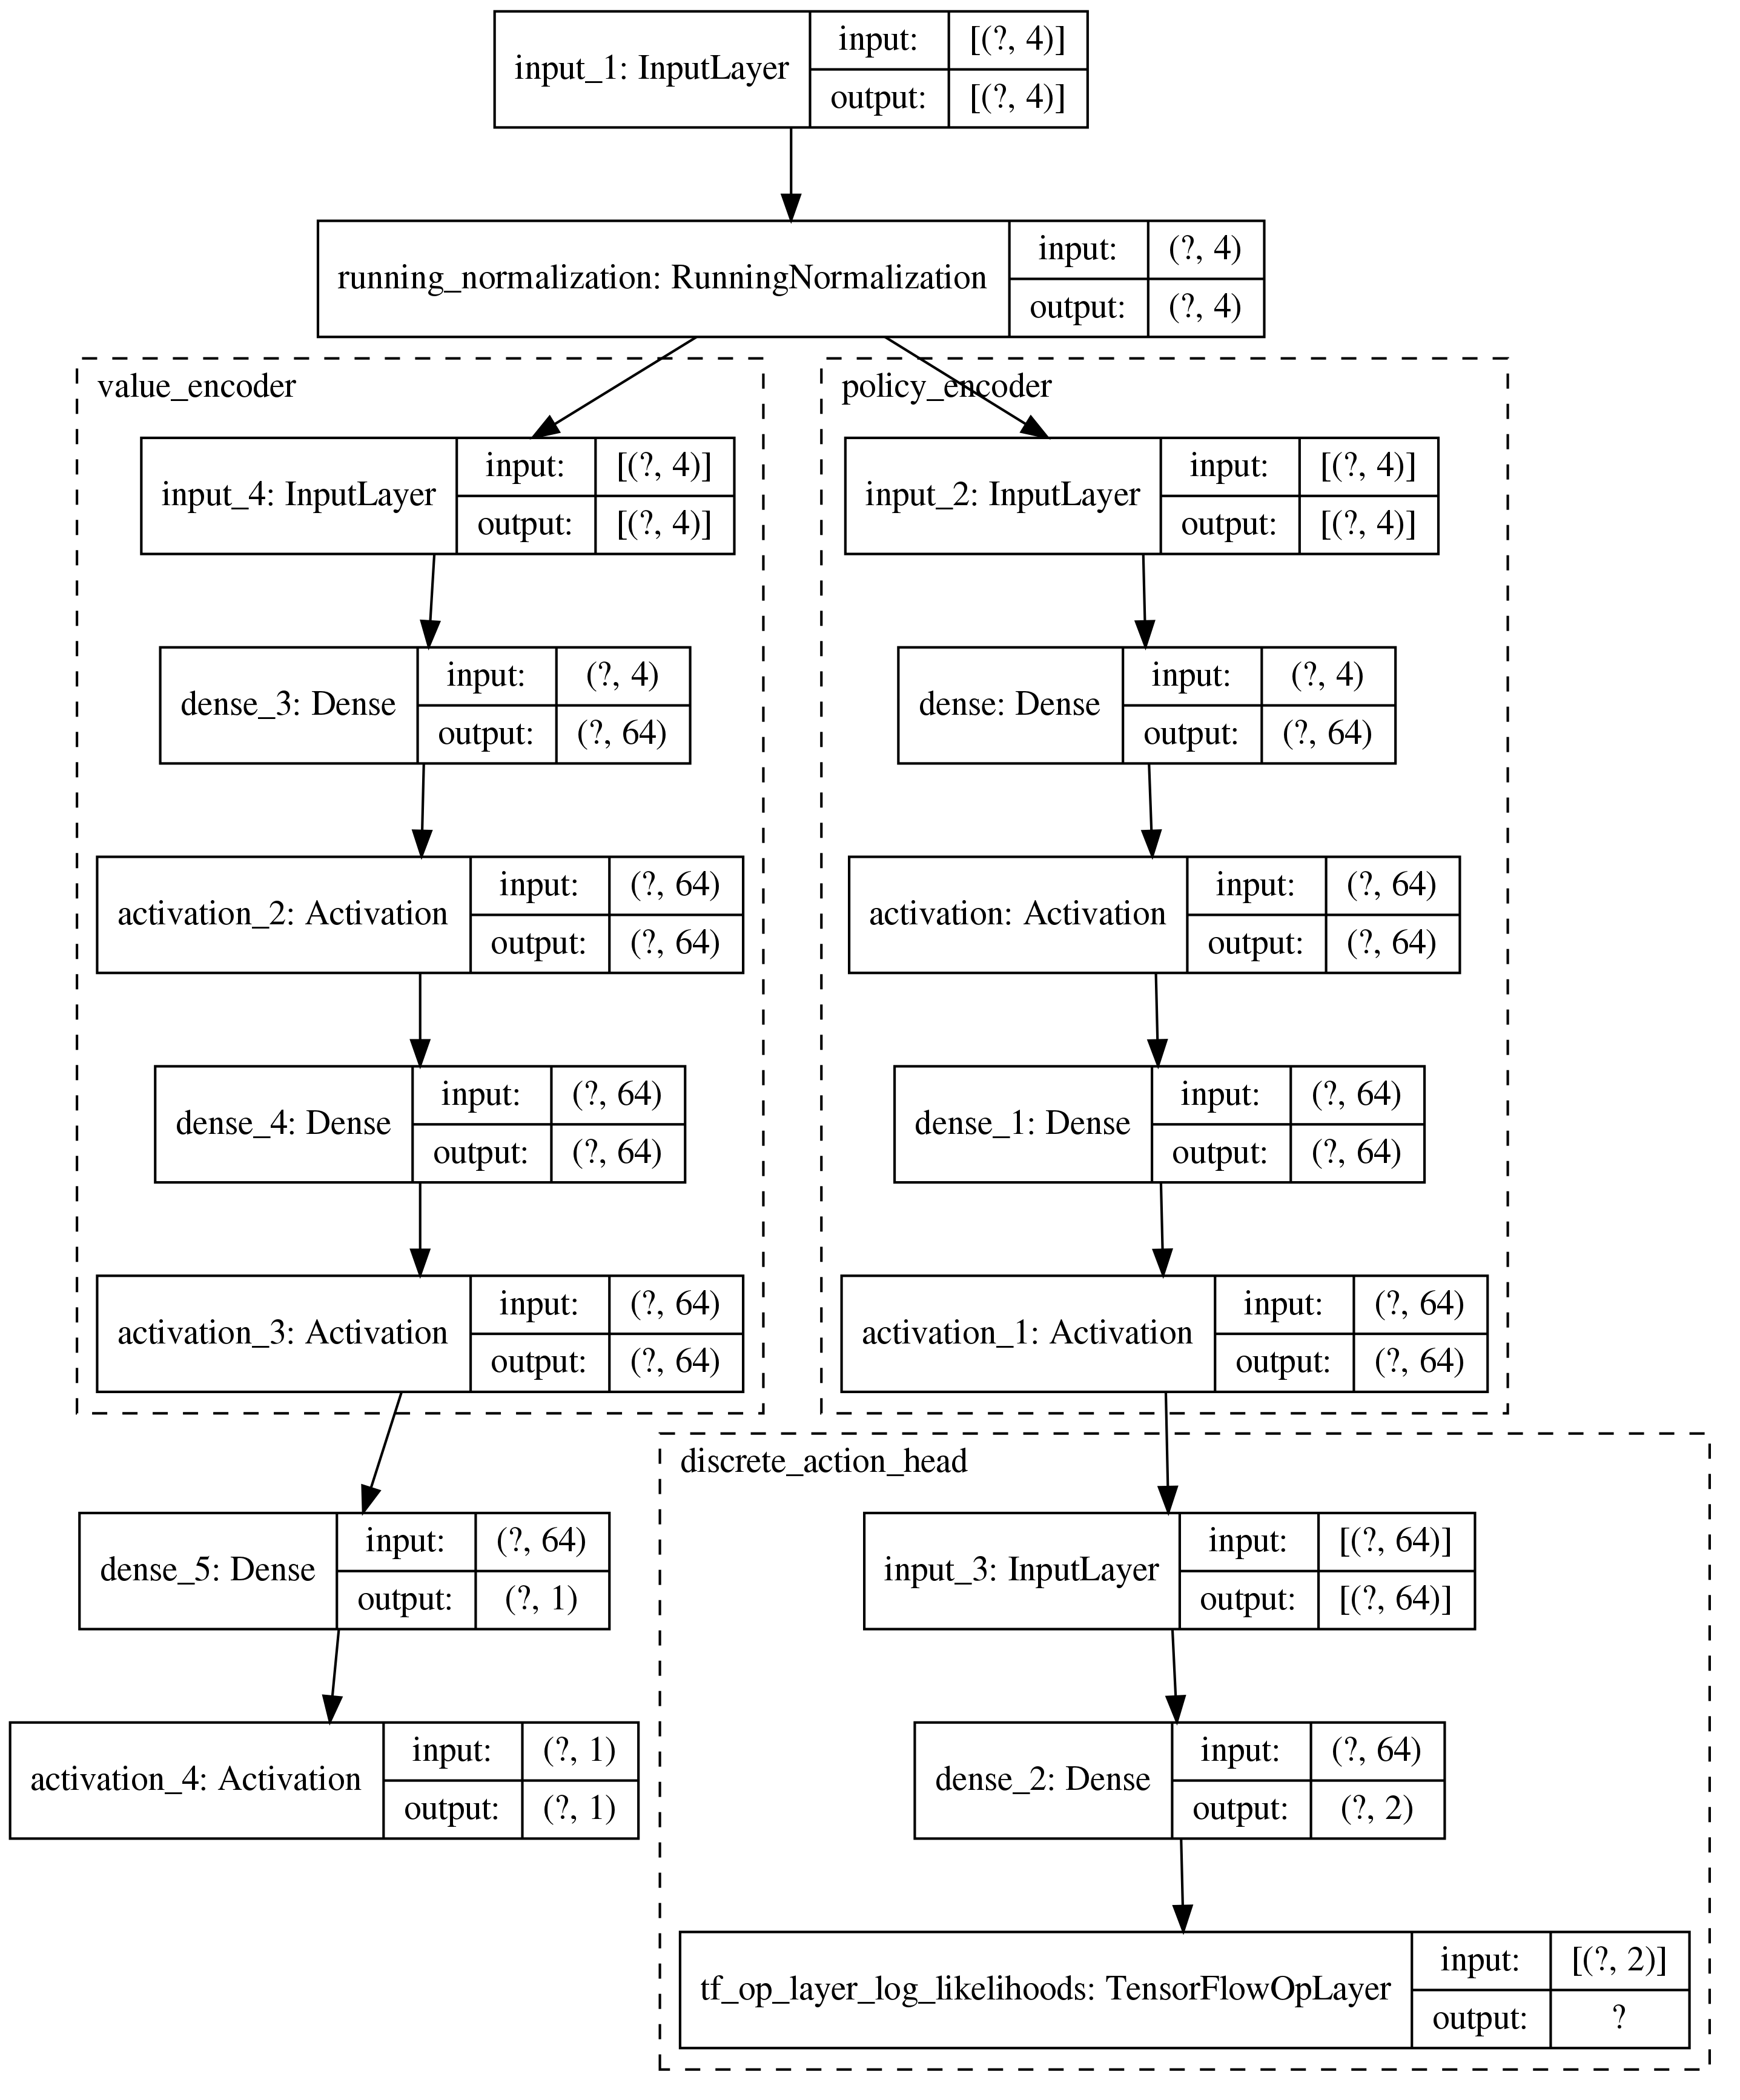 input_1: InputLayer
input: [(?, 4)]
output: [(?, 4)]
running_normalization: RunningNormalization
input: (?, 4)
output: (?, 4)
value_encoder
input_4: InputLayer
input: [(?, 4)]
output: [(?, 4)]
dense_3: Dense
input: (?, 4)
output: (?, 64)
activation_2: Activation
input: (?, 64)
output: (?, 64)
dense_4: Dense
input: (?, 64)
output: (?, 64)
activation_3: Activation
input: (?, 64)
output: (?, 64)
dense_5: Dense
input: (?, 64)
output: (?, 1)
activation_4: Activation
input: (?, 1)
output: (?, 1)
policy_encoder
input_2: InputLayer
input: [(?, 4)]
output: [(?, 4)]
dense: Dense
input: (?, 4)
output: (?, 64)
activation: Activation
input: (?, 64)
output: (?, 64)
dense_1: Dense
input: (?, 64)
output: (?, 64)
activation_1: Activation
input: (?, 64)
output: (?, 64)
discrete_action_head
input_3: InputLayer
input: [(?, 64)]
output: [(?, 64)]
dense_2: Dense
input: (?, 64)
output: (?, 2)
tf_op_layer_log_likelihoods: TensorFlowOpLayer
input: [(?, 2)]
output: ?